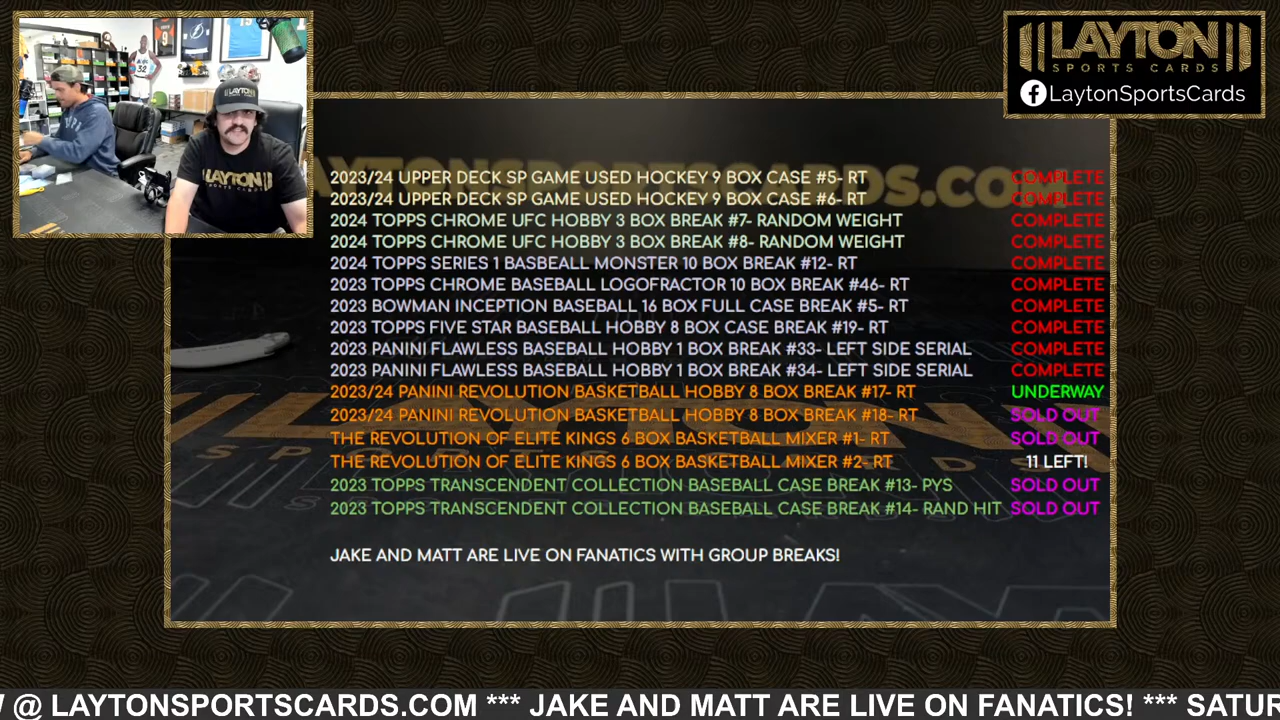 LAYTON
SPORTS CARDS
LaytonSportsCards
LAYTONSPORTSCARDS.COM
LAYTON
32
2023/24 UPPER DECK SP GAME USED HOCKEY 9 BOX CASE #5- RT COMPLETE
2023/24 UPPER DECK SP GAME USED HOCKEY 9 BOX CASE #6- RT COMPLETE
2024 TOPPS CHROME UFC HOBBY 3 BOX BREAK #7- RANDOM WEIGHT COMPLETE
2024 TOPPS CHROME UFC HOBBY 3 BOX BREAK #8- RANDOM WEIGHT COMPLETE
2024 TOPPS SERIES 1 BASBEALL MONSTER 10 BOX BREAK #12- RT COMPLETE
2023 TOPPS CHROME BASEBALL LOGOFRACTOR 10 BOX BREAK #46- RT COMPLETE
2023 BOWMAN INCEPTION BASEBALL 16 BOX FULL CASE BREAK #5- RT COMPLETE
2023 TOPPS FIVE STAR BASEBALL HOBBY 8 BOX CASE BREAK #19- RT COMPLETE
2023 PANINI FLAWLESS BASEBALL HOBBY 1 BOX BREAK #33- LEFT SIDE SERIAL COMPLETE
2023 PANINI FLAWLESS BASEBALL HOBBY 1 BOX BREAK #34- LEFT SIDE SERIAL COMPLETE
2023/24 PANINI REVOLUTION BASKETBALL HOBBY 8 BOX BREAK #17- RT UNDERWAY
2023/24 PANINI REVOLUTION BASKETBALL HOBBY 8 BOX BREAK #18- RT SOLD OUT
THE REVOLUTION OF ELITE KINGS 6 BOX BASKETBALL MIXER #1- RT SOLD OUT
THE REVOLUTION OF ELITE KINGS 6 BOX BASKETBALL MIXER #2- RT 11 LEFT!
2023 TOPPS TRANSCENDENT COLLECTION BASEBALL CASE BREAK #13- PYS SOLD OUT
2023 TOPPS TRANSCENDENT COLLECTION BASEBALL CASE BREAK #14- RAND HIT SOLD OUT
JAKE AND MATT ARE LIVE ON FANATICS WITH GROUP BREAKS!
@ LAYTONSPORTSCARDS.COM *** JAKE AND MATT ARE LIVE ON FANATICS! *** SATUR